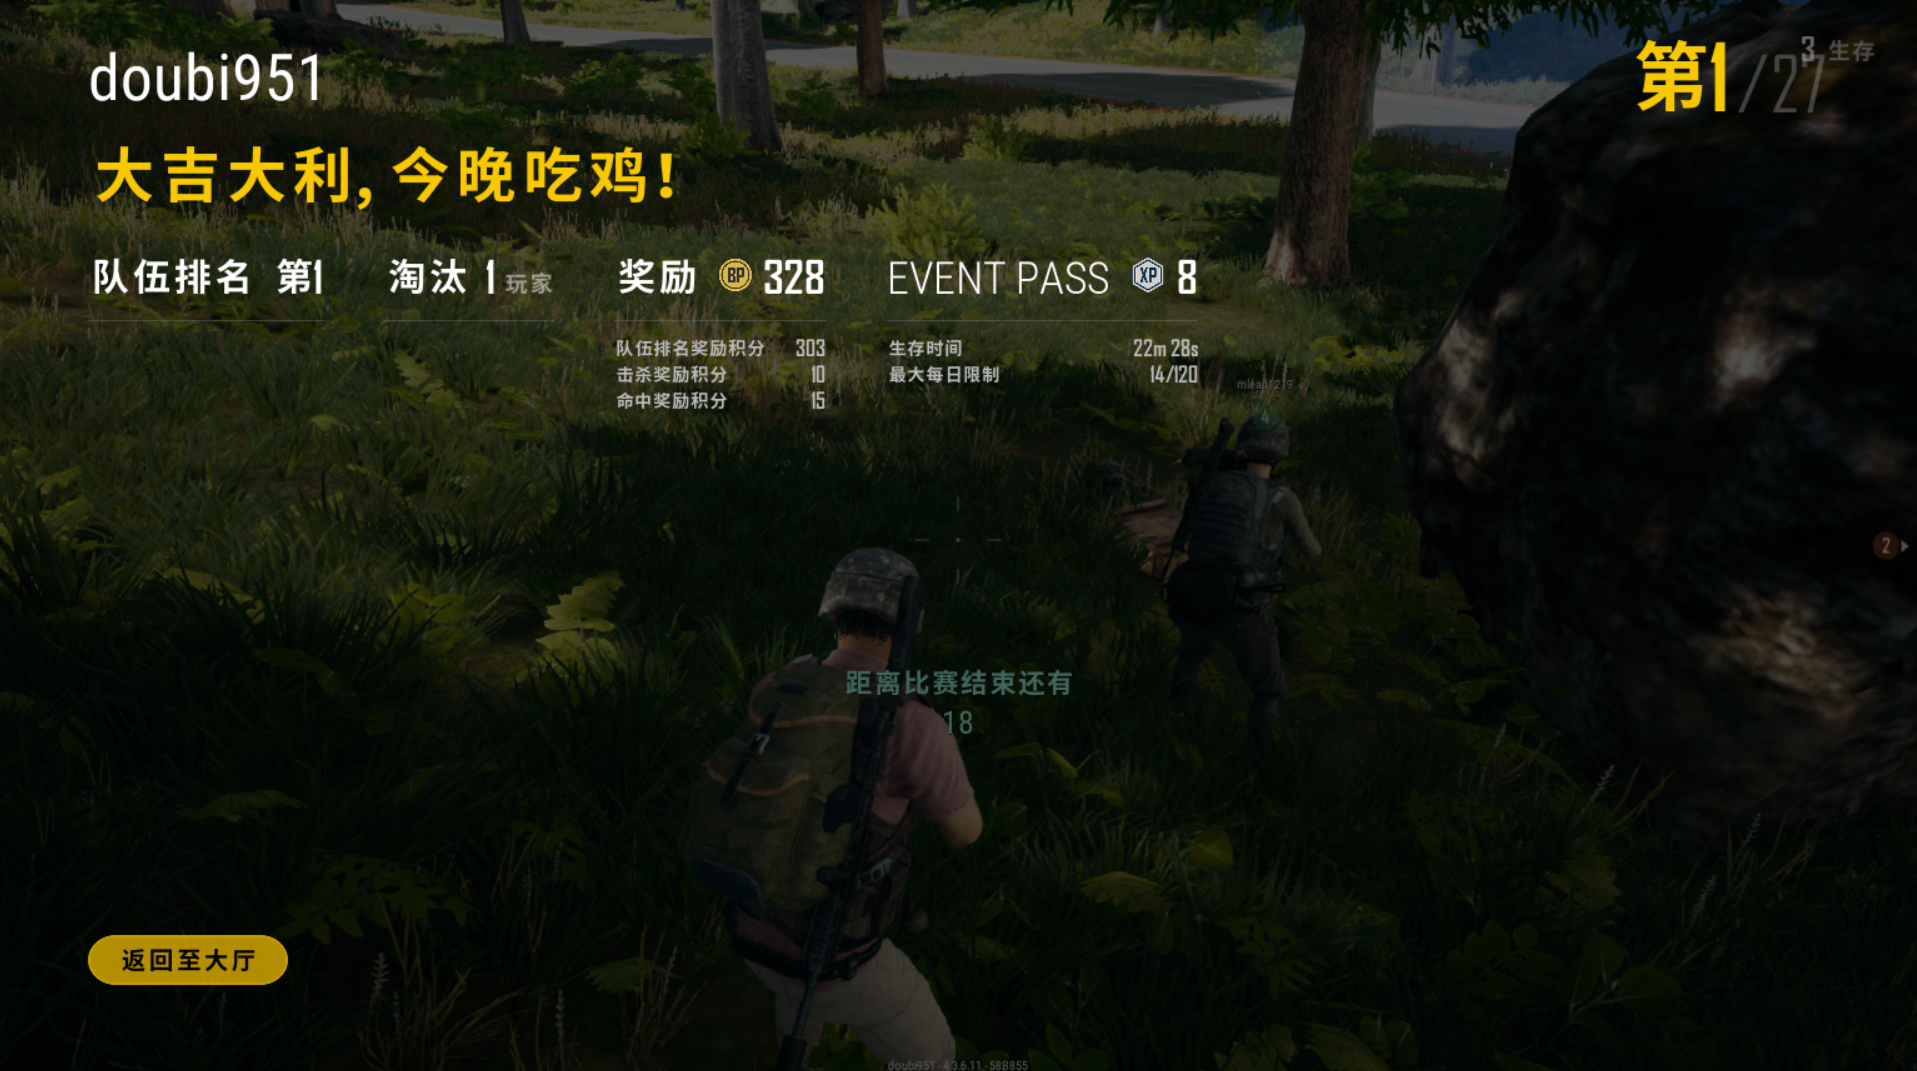 doubi951
第1/27
3 生存
大吉大利, 今晚吃鸡!
队伍排名 第1
淘汰 1 玩家
奖励 BP 328
EVENT PASS XP 8
队伍排名奖励积分 303
击杀奖励积分 10
命中奖励积分 15
生存时间 22m 28s
最大每日限制 14/120
4
2
距离比赛结束还有
18
返回至大厅